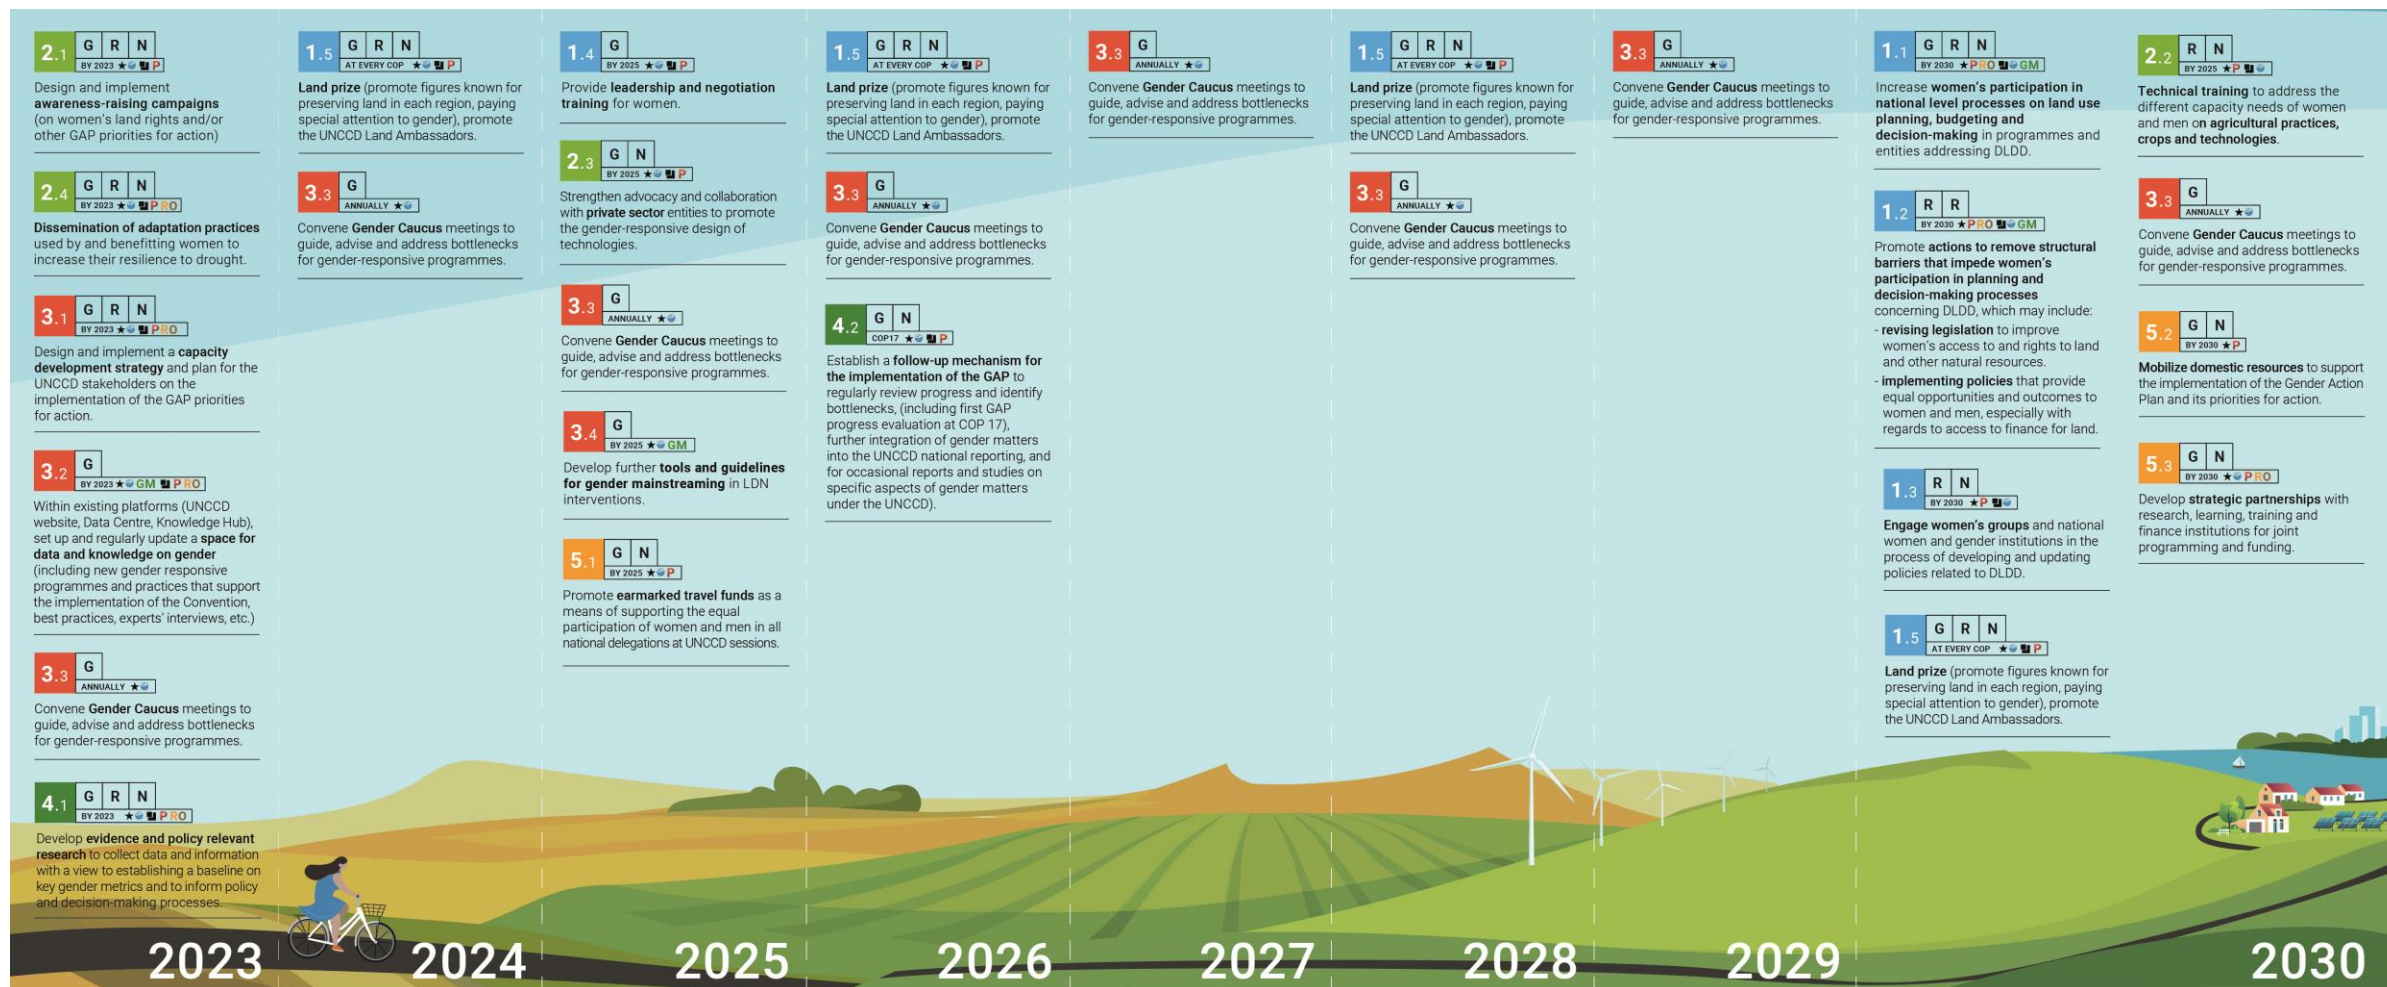 2.1 G R N
BY 2023 P
Design and implement
awareness-raising campaigns
(on women's land rights and/or
other GAP priorities for action)
2.4 G R N
BY 2023 PRO
Dissemination of adaptation practices
used by and benefitting women to
increase their resilience to drought.
3.1 G R N
BY 2023 PRO
Design and implement a capacity
development strategy and plan for the
UNCCD stakeholders on the
implementation of the GAP priorities
for action.
3.2 G
BY 2023 GM PRO
Within existing platforms (UNCCD
website, Data Centre, Knowledge Hub),
set up and regularly update a space for
data and knowledge on gender
(including new gender responsive
programmes and practices that support
the implementation of the Convention,
best practices, experts' interviews, etc.)
3.3 G
ANNUALLY
Convene Gender Caucus meetings to
guide, advise and address bottlenecks
for gender-responsive programmes.
4.1 G R N
BY 2023 PRO
Develop evidence and policy relevant
research to collect data and information
with a view to establishing a baseline on
key gender metrics and to inform policy
and decision-making processes.
2023
1.5 G R N
AT EVERY COP P
Land prize (promote figures known for
preserving land in each region, paying
special attention to gender), promote
the UNCCD Land Ambassadors.
3.3 G
ANNUALLY
Convene Gender Caucus meetings to
guide, advise and address bottlenecks
for gender-responsive programmes.
2024
1.4 G
BY 2025 P
Provide leadership and negotiation
training for women.
2.3 G N
BY 2025 P
Strengthen advocacy and collaboration
with private sector entities to promote
the gender-responsive design of
technologies.
3.3 G
ANNUALLY
Convene Gender Caucus meetings to
guide, advise and address bottlenecks
for gender-responsive programmes.
3.4 G
BY 2025 GM
Develop further tools and guidelines
for gender mainstreaming in LDN
interventions.
5.1 G N
BY 2025 P
Promote earmarked travel funds as a
means of supporting the equal
participation of women and men in all
national delegations at UNCCD sessions.
2025
1.5 G R N
AT EVERY COP P
Land prize (promote figures known for
preserving land in each region, paying
special attention to gender), promote
the UNCCD Land Ambassadors.
3.3 G
ANNUALLY
Convene Gender Caucus meetings to
guide, advise and address bottlenecks
for gender-responsive programmes.
4.2 G N
COP17 P
Establish a follow-up mechanism for
the implementation of the GAP to
regularly review progress and identify
bottlenecks, (including first GAP
progress evaluation at COP 17),
further integration of gender matters
into the UNCCD national reporting, and
for occasional reports and studies on
specific aspects of gender matters
under the UNCCD).
2026
3.3 G
ANNUALLY
Convene Gender Caucus meetings to
guide, advise and address bottlenecks
for gender-responsive programmes.
2027
1.5 G R N
AT EVERY COP P
Land prize (promote figures known for
preserving land in each region, paying
special attention to gender), promote
the UNCCD Land Ambassadors.
3.3 G
ANNUALLY
Convene Gender Caucus meetings to
guide, advise and address bottlenecks
for gender-responsive programmes.
2028
3.3 G
ANNUALLY
Convene Gender Caucus meetings to
guide, advise and address bottlenecks
for gender-responsive programmes.
2029
1.1 G R N
BY 2030 PRO GM
Increase women's participation in
national level processes on land use
planning, budgeting and
decision-making in programmes and
entities addressing DLDD.
1.2 R R
BY 2030 PRO GM
Promote actions to remove structural
barriers that impede women's
participation in planning and
decision-making processes
concerning DLDD, which may include:
- revising legislation to improve
women's access to and rights to land
and other natural resources.
- implementing policies that provide
equal opportunities and outcomes to
women and men, especially with
regards to access to finance for land.
1.3 R N
BY 2030 P
Engage women's groups and national
women and gender institutions in the
process of developing and updating
policies related to DLDD.
1.5 G R N
AT EVERY COP P
Land prize (promote figures known for
preserving land in each region, paying
special attention to gender), promote
the UNCCD Land Ambassadors.
2.2 R N
BY 2025 P
Technical training to address the
different capacity needs of women
and men on agricultural practices,
crops and technologies.
3.3 G
ANNUALLY
Convene Gender Caucus meetings to
guide, advise and address bottlenecks
for gender-responsive programmes.
5.2 G N
BY 2030 P
Mobilize domestic resources to support
the implementation of the Gender Action
Plan and its priorities for action.
5.3 G N
BY 2030 PRO
Develop strategic partnerships with
research, learning, training and
finance institutions for joint
programming and funding.
2030